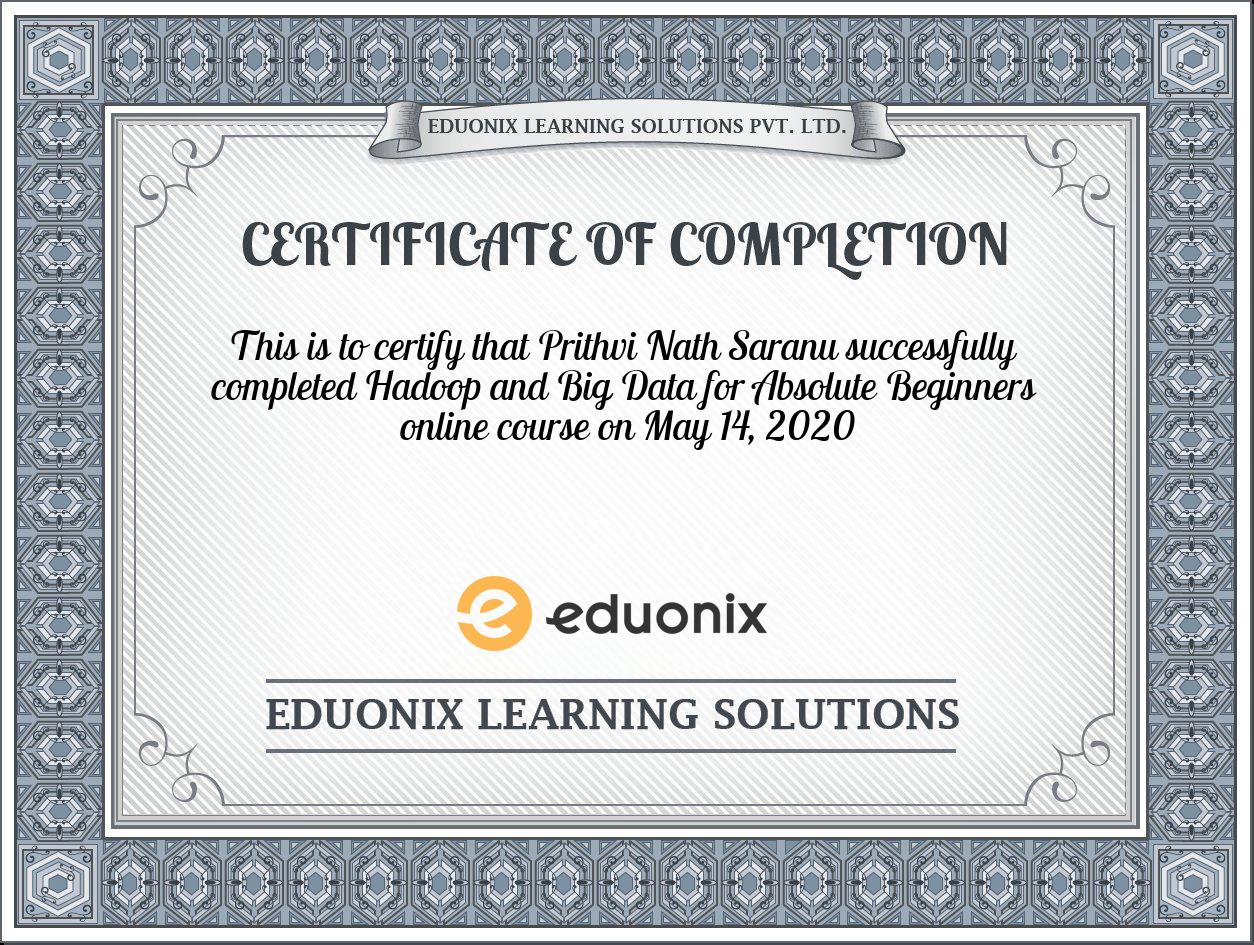 EDUONIX LEARNING SOLUTIONS PVT. LTD.
CERTIFICATE OF COMPLETION
This is to certify that Prithvi Nath Saranu successfully
completed Hadoop and Big Data for Absolute Beginners
online course on May 14, 2020
eduonix
EDUONIX LEARNING SOLUTIONS